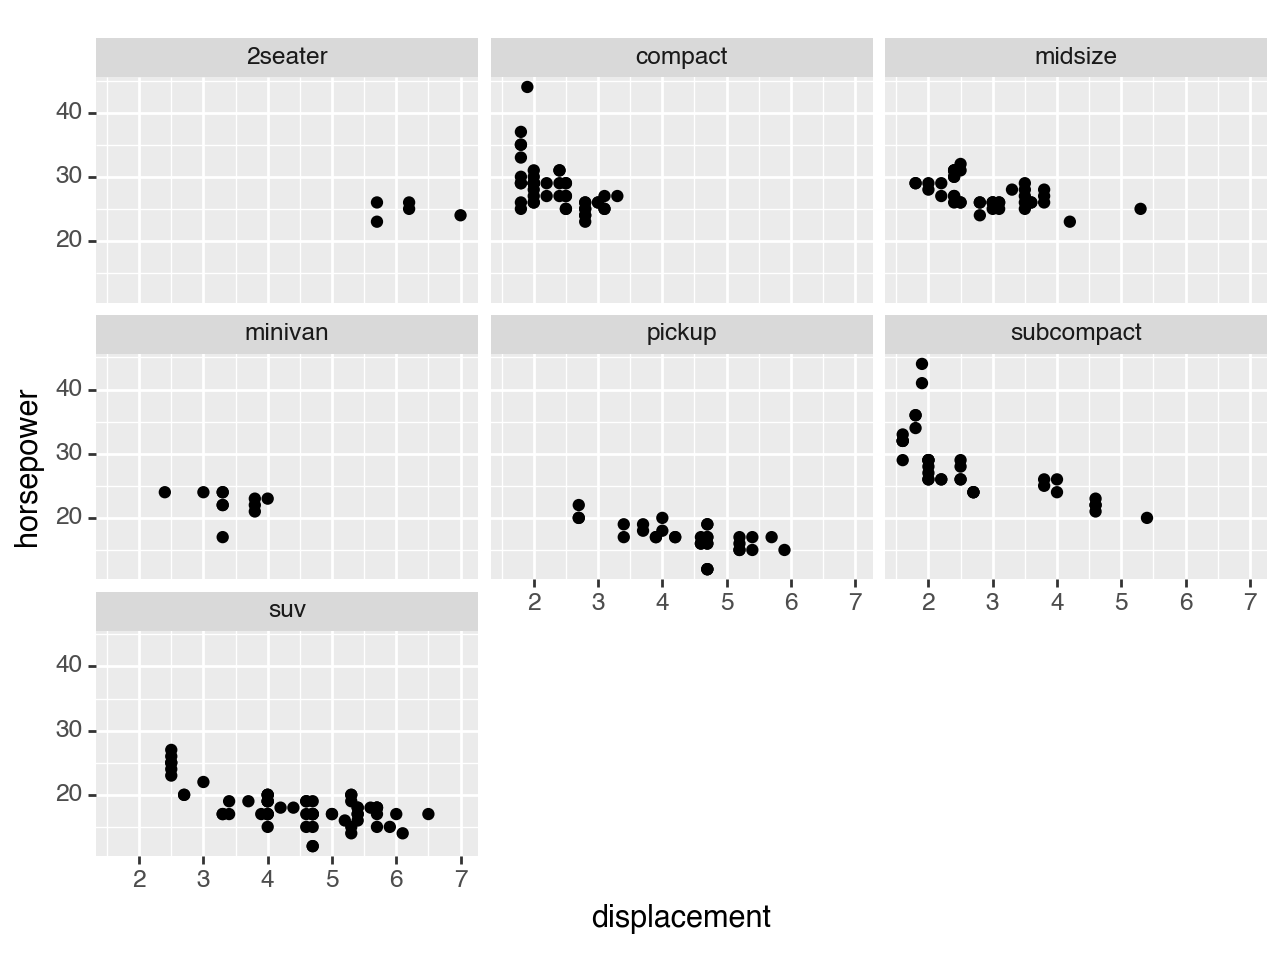 2seater
compact
midsize
40
30
20
minivan
pickup
subcompact
40
30
20
2 3 4 5 6 7
2 3 4 5 6 7
suv
40
30
20
2 3 4 5 6 7
horsepower
displacement